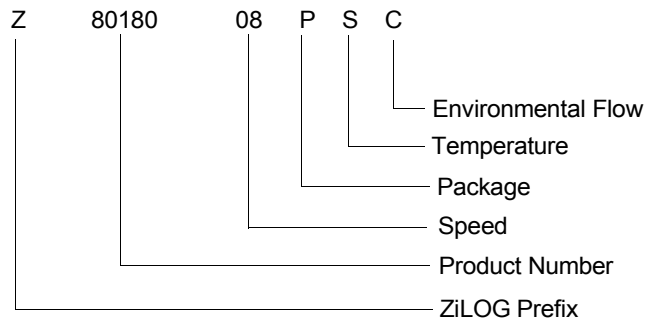 Z 80180 08 P S C
Environmental Flow
Temperature
Package
Speed
Product Number
ZiLOG Prefix